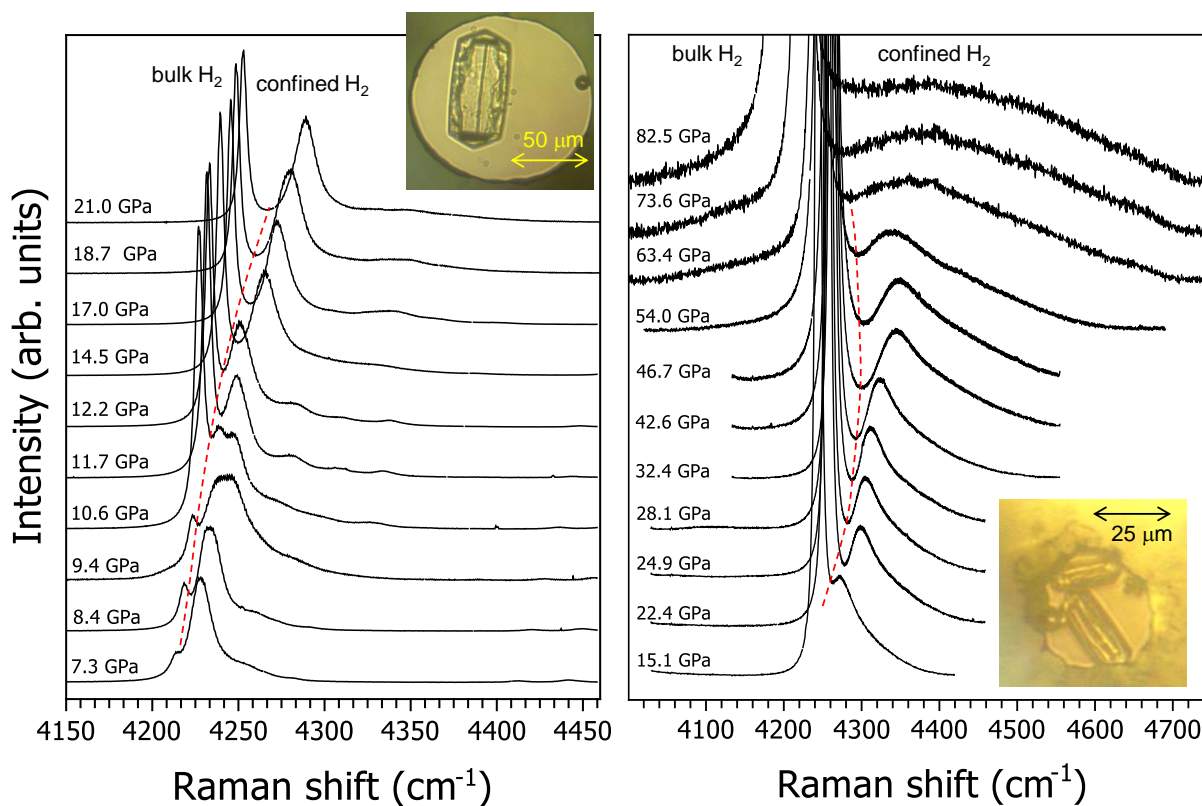 Intensity (arb. units)
bulk H2
confined H2
50 μm
21.0 GPa
18.7 GPa
17.0 GPa
14.5 GPa
12.2 GPa
11.7 GPa
10.6 GPa
9.4 GPa
8.4 GPa
7.3 GPa
4150 4200 4250 4300 4350 4400 4450
Raman shift (cm-1)
bulk H2
confined H2
82.5 GPa
73.6 GPa
63.4 GPa
54.0 GPa
46.7 GPa
42.6 GPa
32.4 GPa
28.1 GPa
24.9 GPa
22.4 GPa
15.1 GPa
25 μm
4100 4200 4300 4400 4500 4600 4700
Raman shift (cm-1)